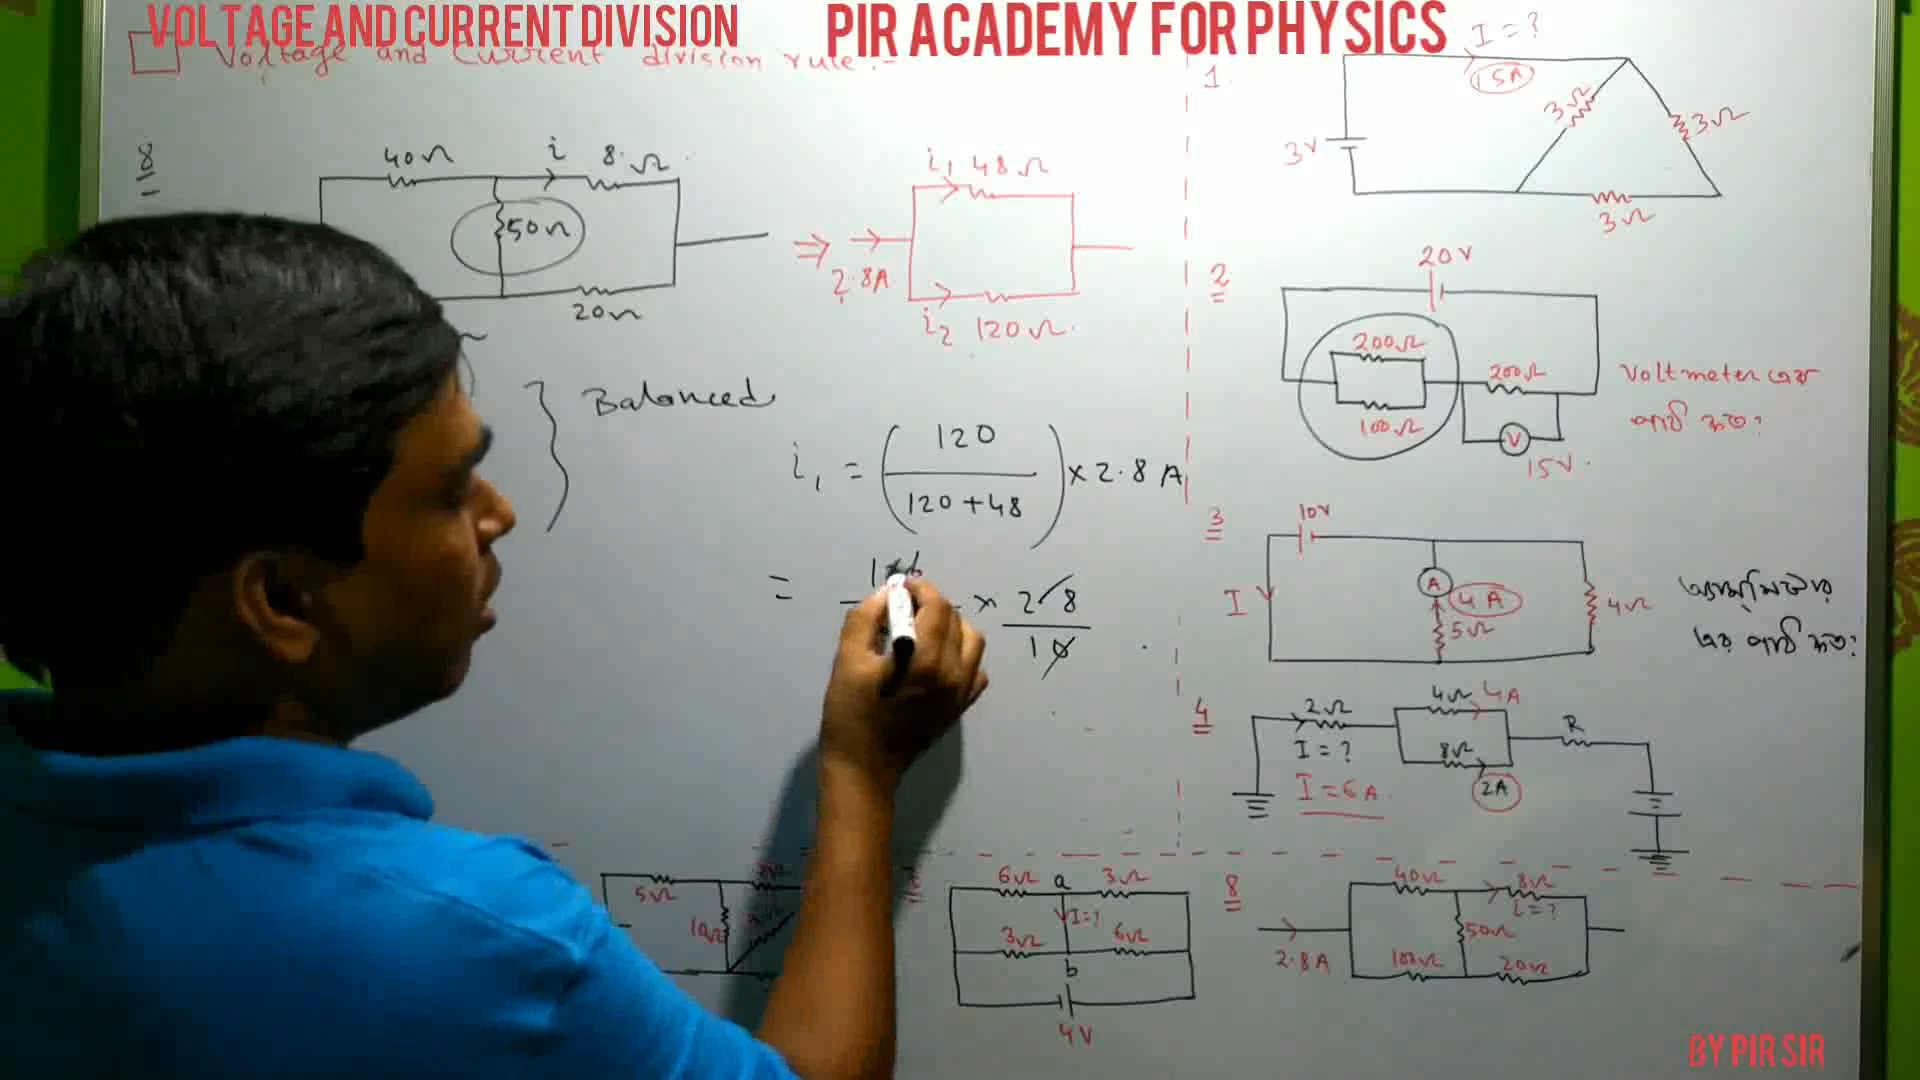 VOLTAGE AND CURRENT DIVISION
PIR ACADEMY FOR PHYSICS
Voltage and Current division rule :-
8
40Ω
i
8Ω
50Ω
20Ω
⇒
i₁ 48Ω
2.8A
i₂ 120Ω
} Balanced
i₁ = (120 / 120+48) × 2.8 A
=
× 28 / 10
1
I = ?
15A
3V
3Ω
3Ω
3Ω
2
20V
200Ω
100Ω
200Ω
V
15V
Voltmeter এর
পাঠ কত?
3
10V
I
A
4A
5Ω
4Ω
এর পাঠ কত?
4
2Ω
I = ?
I = 6A
4Ω 4A
8Ω
2A
R
5Ω
10Ω
6Ω a 3Ω
I=?
3Ω
6Ω
b
4V
8
40Ω
8Ω
i=?
50Ω
2.8A
100Ω
20Ω
BY PIR SIR